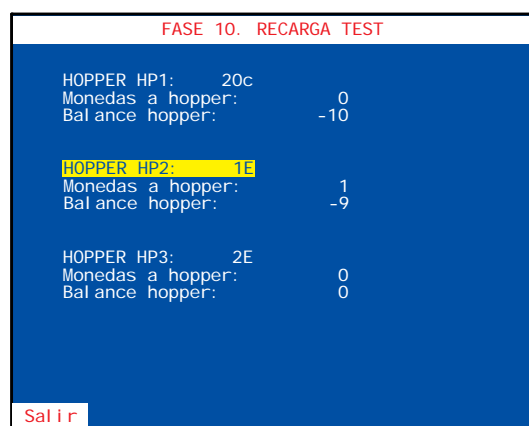 FASE 10. RECARGA TEST
HOPPER HP1: 20c
Monedas a hopper: 0
Balance hopper: -10
HOPPER HP2: 1E
Monedas a hopper: 1
Balance hopper: -9
HOPPER HP3: 2E
Monedas a hopper: 0
Balance hopper: 0
Salir